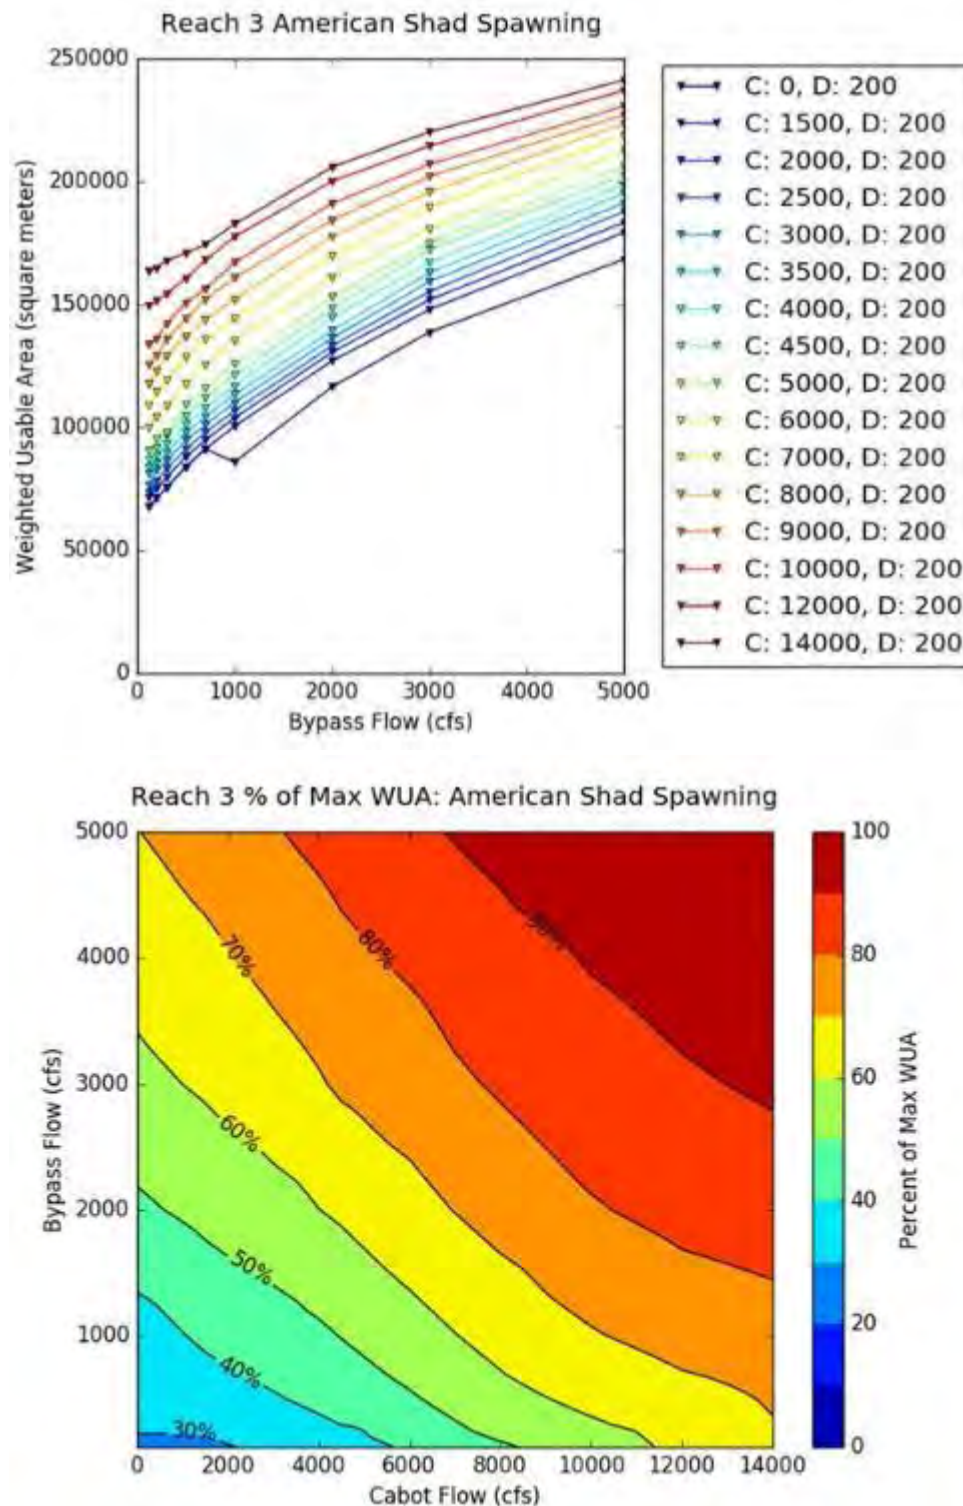 Reach 3 American Shad Spawning
250000
200000
150000
100000
50000
0
Weighted Usable Area (square meters)
0 1000 2000 3000 4000 5000
Bypass Flow (cfs)
C: 0, D: 200
C: 1500, D: 200
C: 2000, D: 200
C: 2500, D: 200
C: 3000, D: 200
C: 3500, D: 200
C: 4000, D: 200
C: 4500, D: 200
C: 5000, D: 200
C: 6000, D: 200
C: 7000, D: 200
C: 8000, D: 200
C: 9000, D: 200
C: 10000, D: 200
C: 12000, D: 200
C: 14000, D: 200
Reach 3 % of Max WUA: American Shad Spawning
5000
4000
3000
2000
1000
Bypass Flow (cfs)
70%
80%
90%
60%
50%
40%
30%
0 2000 4000 6000 8000 10000 12000 14000
Cabot Flow (cfs)
100
80
60
40
20
0
Percent of Max WUA